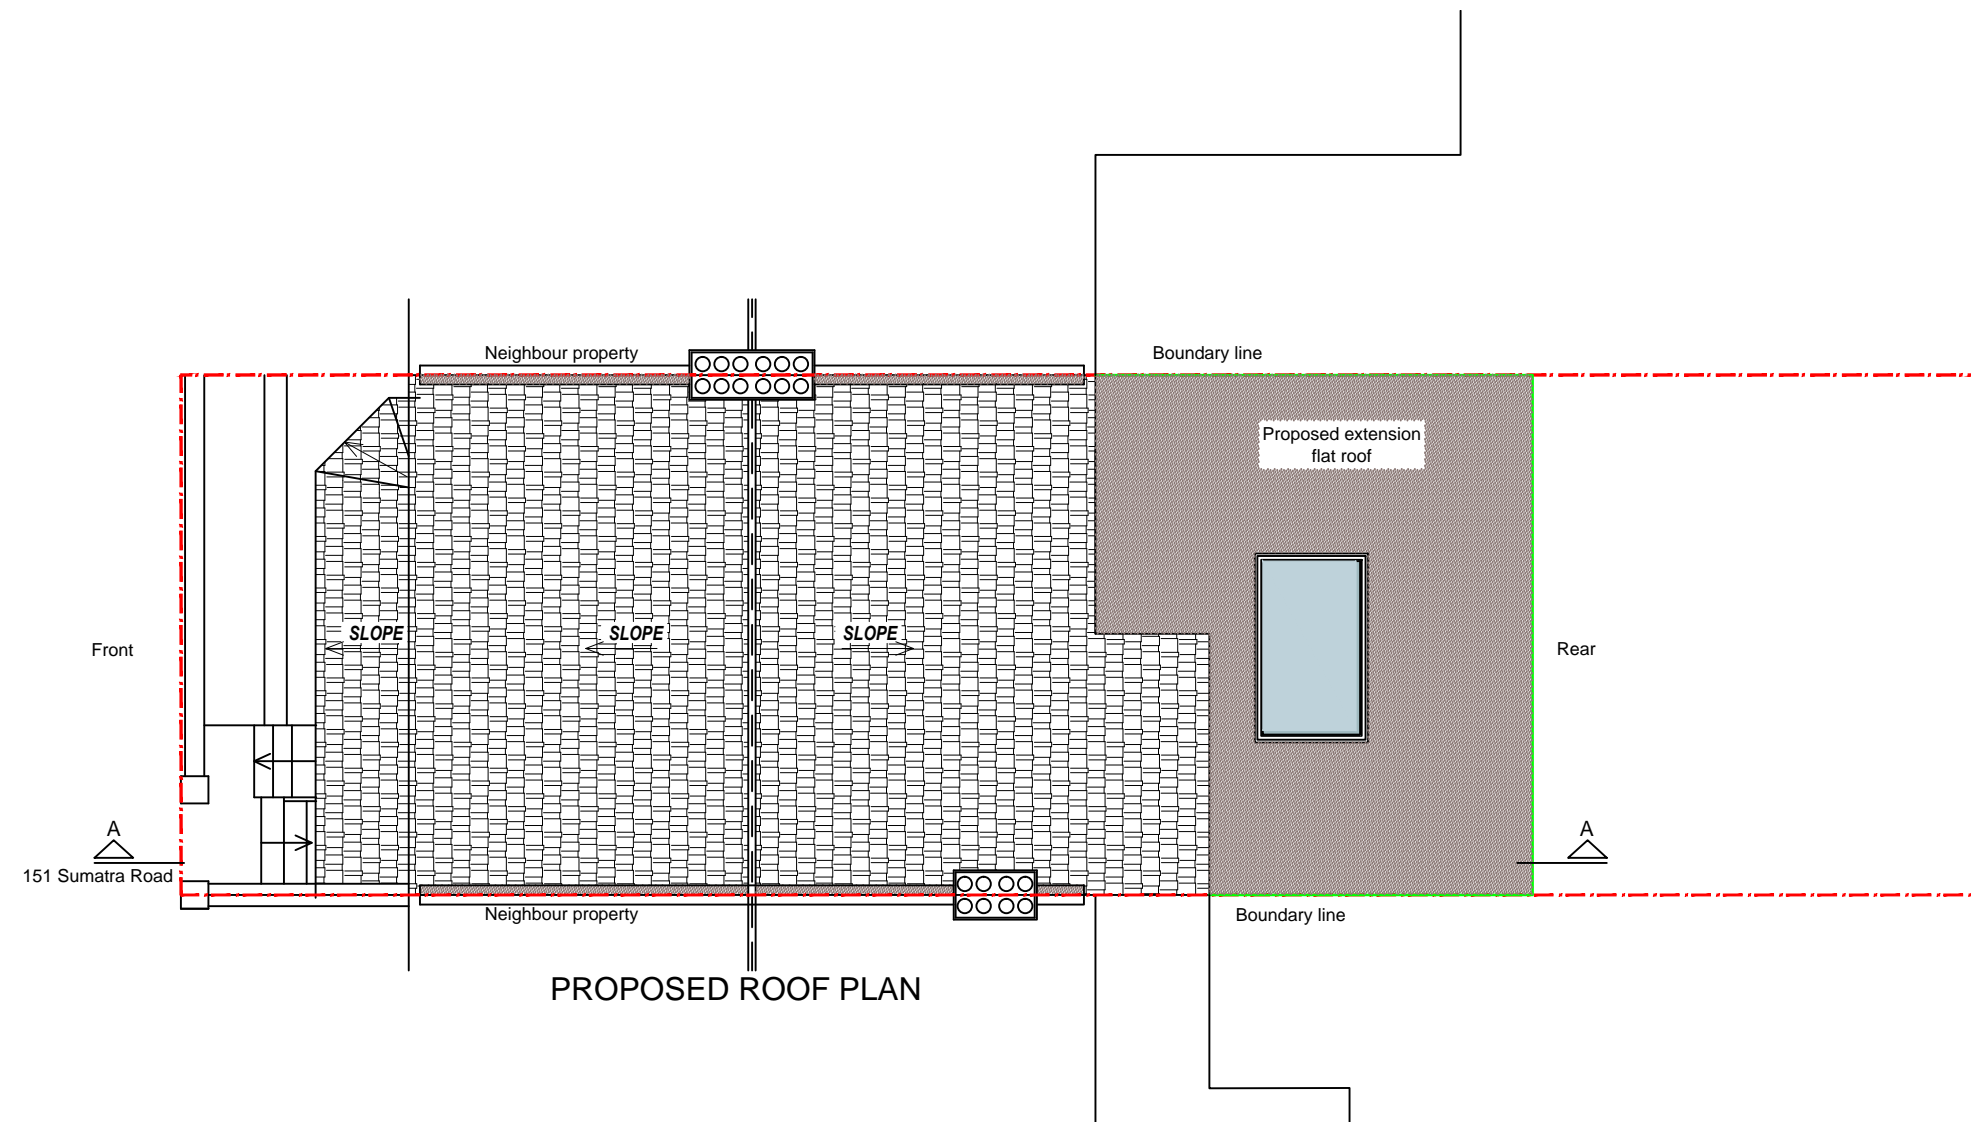 Neighbour property
Boundary line
Proposed extension
flat roof
SLOPE
SLOPE
SLOPE
Front
Rear
A
A
151 Sumatra Road
Neighbour property
Boundary line
PROPOSED ROOF PLAN